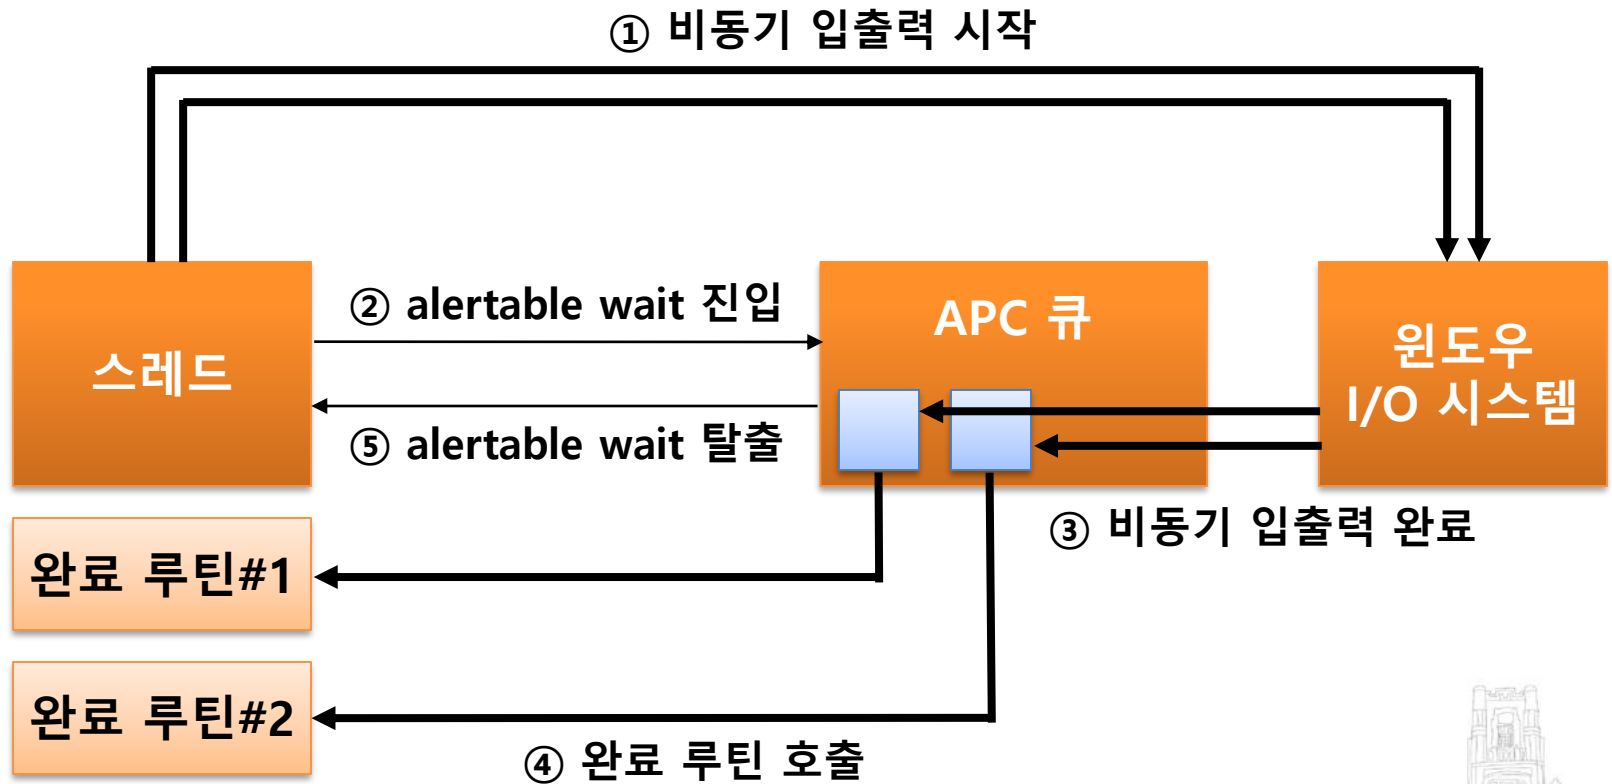 ① 비동기 입출력 시작
② alertable wait 진입
스레드
APC 큐
윈도우
I/O 시스템
⑤ alertable wait 탈출
③ 비동기 입출력 완료
완료 루틴#1
완료 루틴#2
④ 완료 루틴 호출